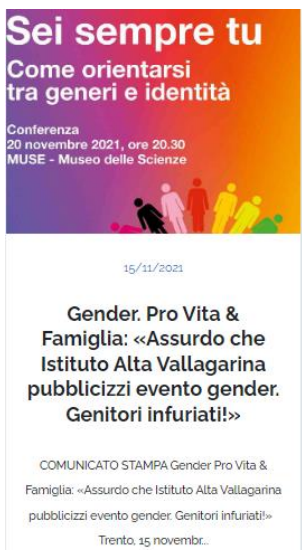 Sei sempre tu
Come orientarsi
tra generi e identità
Conferenza
20 novembre 2021, ore 20.30
MUSE - Museo delle Scienze
15/11/2021
Gender. Pro Vita &
Famiglia: «Assurdo che
Istituto Alta Vallagarina
pubblicizzi evento gender.
Genitori infuriati!»
COMUNICATO STAMPA Gender Pro Vita &
Famiglia: «Assurdo che Istituto Alta Vallagarina
pubblicizzi evento gender. Genitori infuriati!»
Trento, 15 novembr...